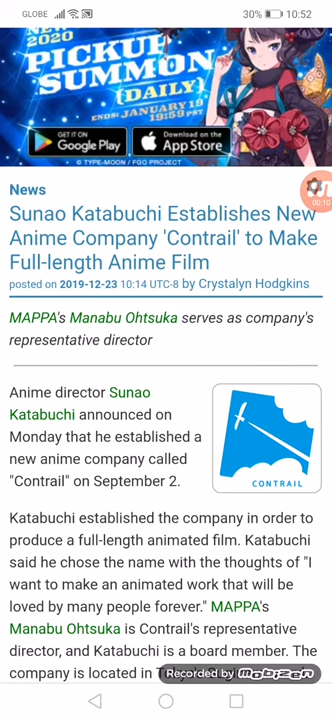 GLOBE
30%
10:52
2020
PICKUP
SUMMON
(DAILY)
ENDS: JANUARY 19
19:59 PST
GET IT ON
Google Play
Download on the
App Store
© TYPE-MOON / FGO PROJECT
00:10
News
Sunao Katabuchi Establishes New
Anime Company 'Contrail' to Make
Full-length Anime Film
posted on 2019-12-23 10:14 UTC-8 by Crystalyn Hodgkins
MAPPA's Manabu Ohtsuka serves as company's
representative director
Anime director Sunao
Katabuchi announced on
Monday that he established a
new anime company called
"Contrail" on September 2.
CONTRAIL
Katabuchi established the company in order to
produce a full-length animated film. Katabuchi
said he chose the name with the thoughts of "I
want to make an animated work that will be
loved by many people forever." MAPPA's
Manabu Ohtsuka is Contrail's representative
director, and Katabuchi is a board member. The
company is located in
Recorded by mobizen